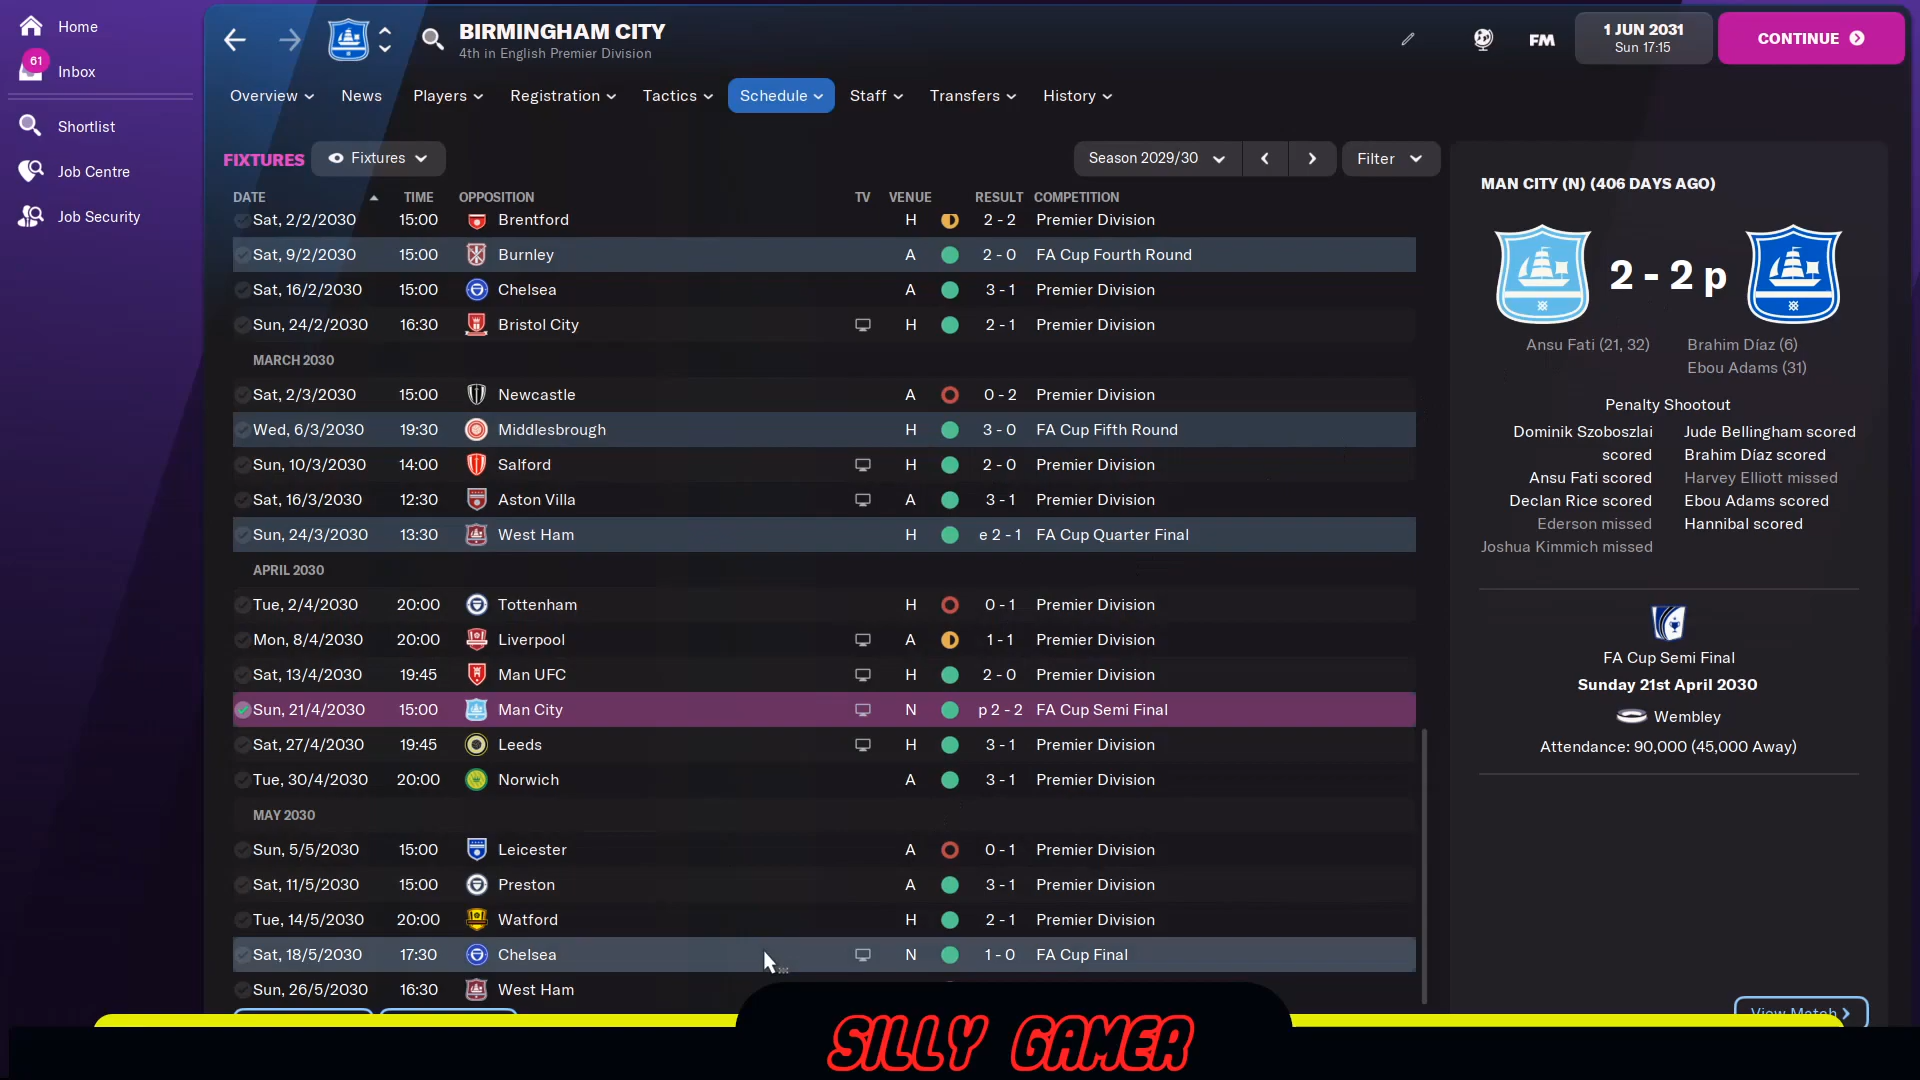 Home
61
Inbox
Shortlist
Job Centre
Job Security
BIRMINGHAM CITY
4th in English Premier Division
FM
1 JUN 2031
Sun 17:15
CONTINUE
Overview News Players Registration Tactics Schedule Staff Transfers History
FIXTURES Fixtures Season 2029/30 Filter
DATE TIME OPPOSITION TV VENUE RESULT COMPETITION
Sat, 2/2/2030 15:00 Brentford H 2 - 2 Premier Division
Sat, 9/2/2030 15:00 Burnley A 2 - 0 FA Cup Fourth Round
Sat, 16/2/2030 15:00 Chelsea A 3 - 1 Premier Division
Sun, 24/2/2030 16:30 Bristol City H 2 - 1 Premier Division
MARCH 2030
Sat, 2/3/2030 15:00 Newcastle A 0 - 2 Premier Division
Wed, 6/3/2030 19:30 Middlesbrough H 3 - 0 FA Cup Fifth Round
Sun, 10/3/2030 14:00 Salford H 2 - 0 Premier Division
Sat, 16/3/2030 12:30 Aston Villa A 3 - 1 Premier Division
Sun, 24/3/2030 13:30 West Ham H e 2 - 1 FA Cup Quarter Final
APRIL 2030
Tue, 2/4/2030 20:00 Tottenham H 0 - 1 Premier Division
Mon, 8/4/2030 20:00 Liverpool A 1 - 1 Premier Division
Sat, 13/4/2030 19:45 Man UFC H 2 - 0 Premier Division
Sun, 21/4/2030 15:00 Man City N p 2 - 2 FA Cup Semi Final
Sat, 27/4/2030 19:45 Leeds H 3 - 1 Premier Division
Tue, 30/4/2030 20:00 Norwich A 3 - 1 Premier Division
MAY 2030
Sun, 5/5/2030 15:00 Leicester A 0 - 1 Premier Division
Sat, 11/5/2030 15:00 Preston A 3 - 1 Premier Division
Tue, 14/5/2030 20:00 Watford H 2 - 1 Premier Division
Sat, 18/5/2030 17:30 Chelsea N 1 - 0 FA Cup Final
Sun, 26/5/2030 16:30 West Ham
MAN CITY (N) (406 DAYS AGO)
2 - 2 p
Ansu Fati (21, 32) Brahim Díaz (6)
Ebou Adams (31)
Penalty Shootout
Dominik Szoboszlai Jude Bellingham scored
scored Brahim Díaz scored
Ansu Fati scored Harvey Elliott missed
Declan Rice scored Ebou Adams scored
Ederson missed Hannibal scored
Joshua Kimmich missed
FA Cup Semi Final
Sunday 21st April 2030
Wembley
Attendance: 90,000 (45,000 Away)
View Match
SILLY GAMER